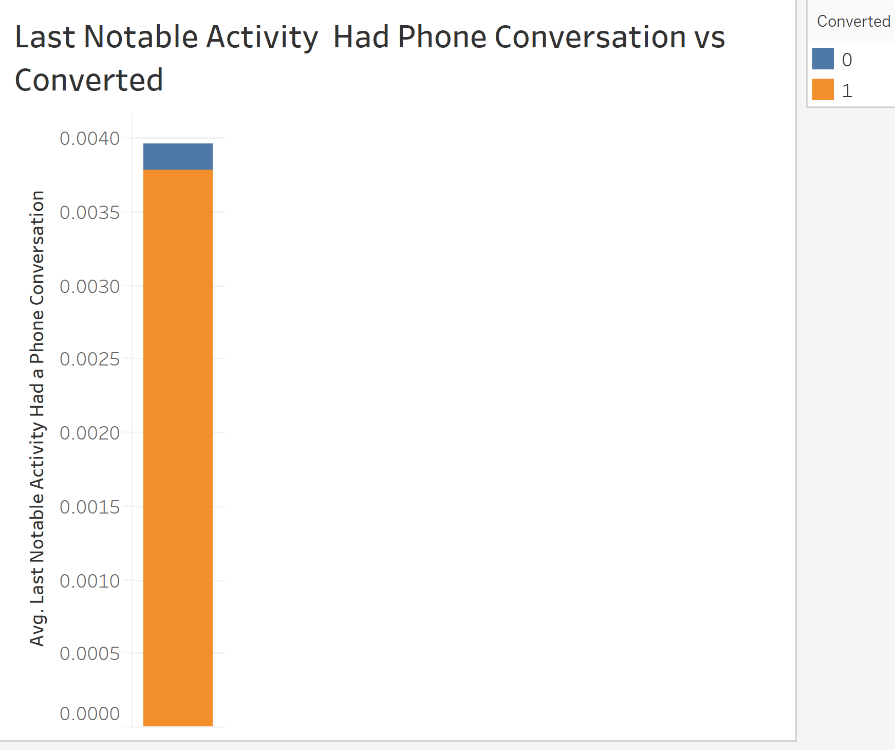 Last Notable Activity  Had Phone Conversation vs
Converted
Converted
0
1
Avg. Last Notable Activity Had a Phone Conversation
0.0040
0.0035
0.0030
0.0025
0.0020
0.0015
0.0010
0.0005
0.0000